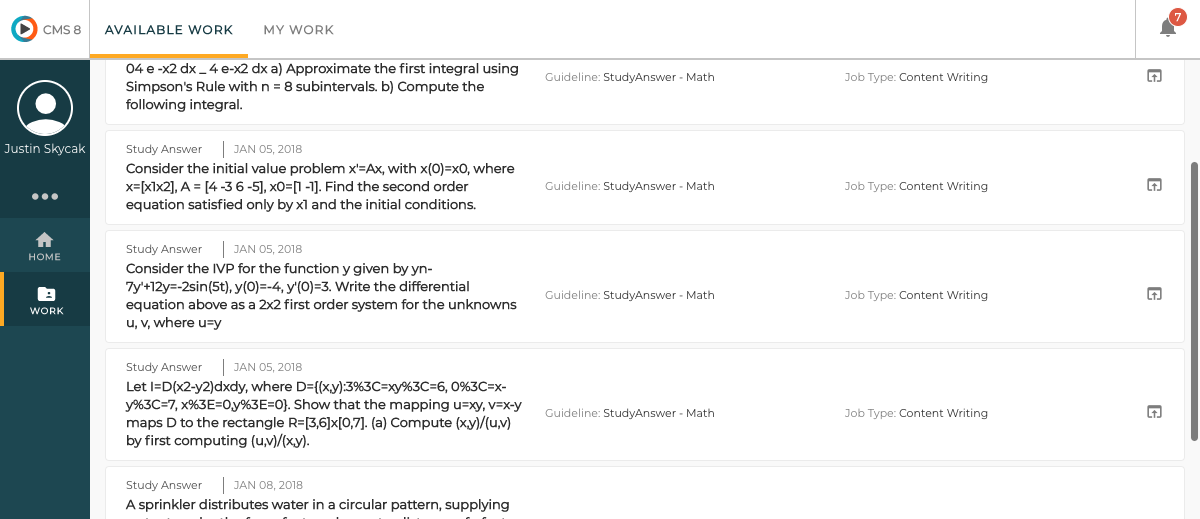 CMS 8
AVAILABLE WORK
MY WORK
7
Justin Skycak
HOME
WORK
04 e -x2 dx _ 4 e-x2 dx a) Approximate the first integral using
Simpson's Rule with n = 8 subintervals. b) Compute the
following integral.
Guideline: StudyAnswer - Math
Job Type: Content Writing
Study Answer
JAN 05, 2018
Consider the initial value problem x'=Ax, with x(0)=x0, where
x=[x1x2], A = [4 -3 6 -5], x0=[1 -1]. Find the second order
equation satisfied only by x1 and the initial conditions.
Guideline: StudyAnswer - Math
Job Type: Content Writing
Study Answer
JAN 05, 2018
Consider the IVP for the function y given by yn-
7y'+12y=-2sin(5t), y(0)=-4, y'(0)=3. Write the differential
equation above as a 2x2 first order system for the unknowns
u, v, where u=y
Guideline: StudyAnswer - Math
Job Type: Content Writing
Study Answer
JAN 05, 2018
Let I=D(x2-y2)dxdy, where D={(x,y):3%3C=xy%3C=6, 0%3C=x-
y%3C=7, x%3E=0,y%3E=0}. Show that the mapping u=xy, v=x-y
maps D to the rectangle R=[3,6]x[0,7]. (a) Compute (x,y)/(u,v)
by first computing (u,v)/(x,y).
Guideline: StudyAnswer - Math
Job Type: Content Writing
Study Answer
JAN 08, 2018
A sprinkler distributes water in a circular pattern, supplying